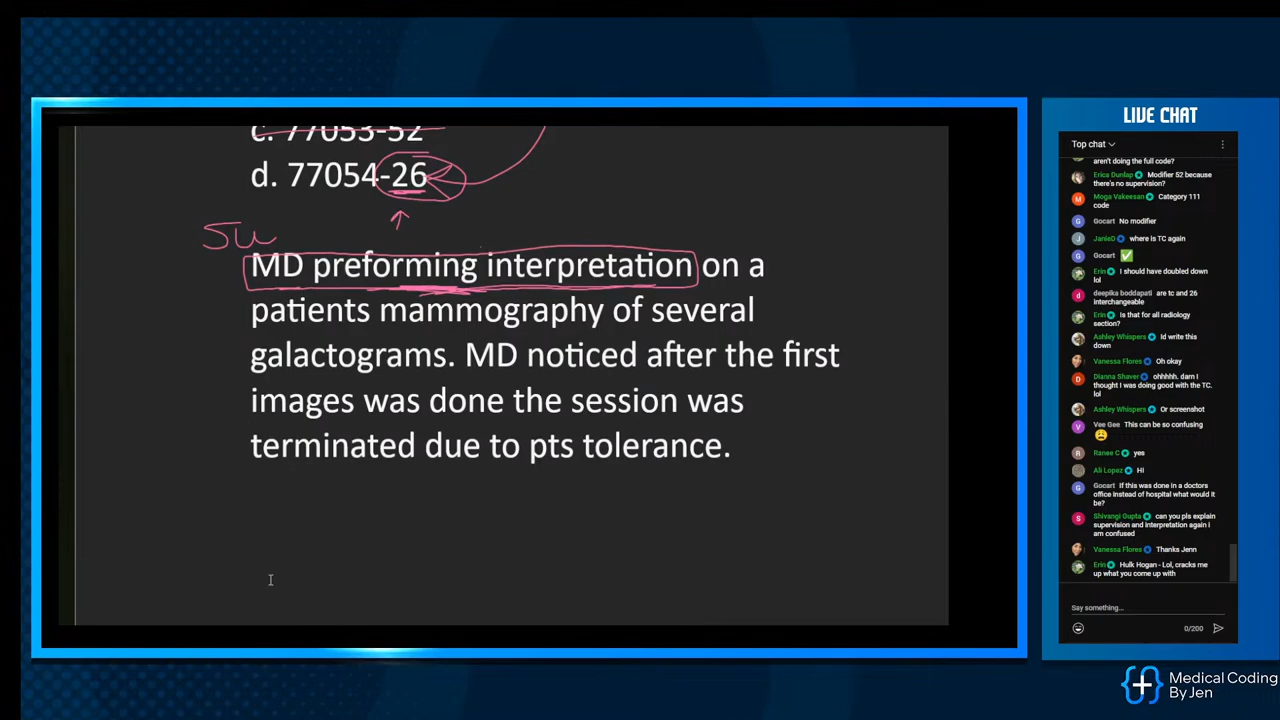 c. 77053-52
d. 77054-26
MD preforming interpretation on a
patients mammography of several
galactograms. MD noticed after the first
images was done the session was
terminated due to pts tolerance.
LIVE CHAT
Top chat
aren't doing the full code?
Erica Dunlap Modifier 52 because
there's no supervision?
Moga Vakeesan Category 111
code
Gocart No modifier
JanieD where is TC again
Gocart ✅
Erin I should have doubled down
lol
deepika boddapati are tc and 26
interchangeable
Erin Is that for all radiology
section?
Ashley Whispers Id write this
down
Vanessa Flores Oh okay
Dianna Shaver ohhhhh. darn I
thought I was doing good with the TC.
lol
Ashley Whispers Or screenshot
Vee Gee This can be so confusing
😩
Ranee C yes
Ali Lopez HI
Gocart If this was done in a doctors
office instead of hospital what would it
be?
Shivangi Gupta can you pls explain
supervision and interpretation again i
am confused
Vanessa Flores Thanks Jenn
Erin Hulk Hogan - Lol, cracks me
up what you come up with
Say something...
0/200
Medical Coding
By Jen